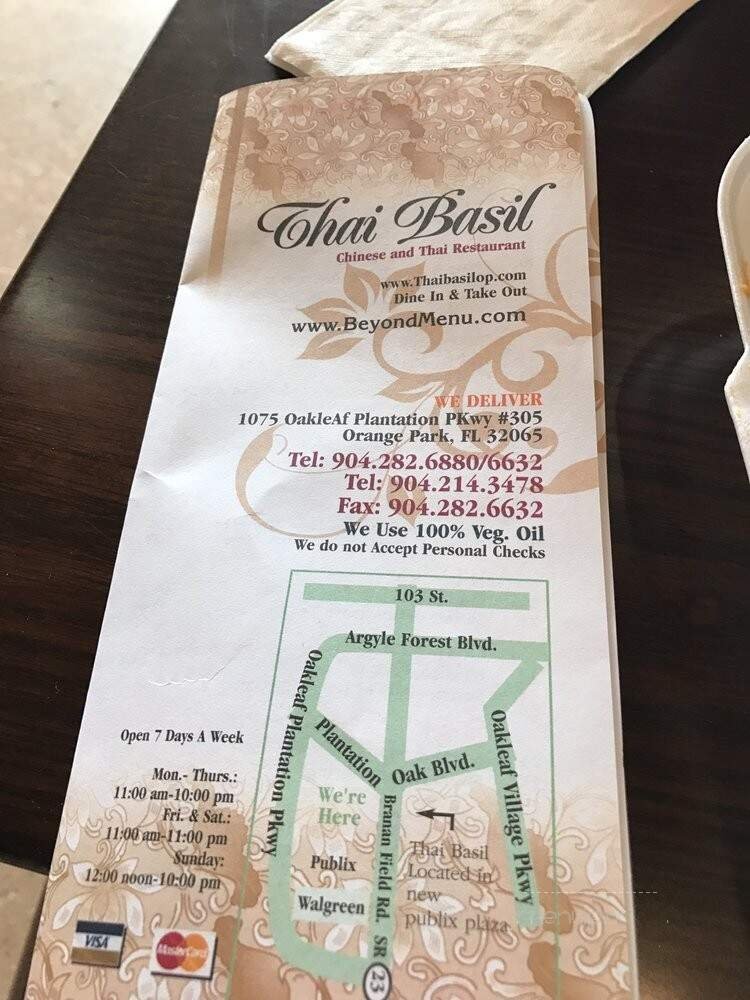 Thai Basil
Chinese and Thai Restaurant
www.Thaibasilop.com
Dine In & Take Out
www.BeyondMenu.com
WE DELIVER
1075 OakleAf Plantation PKwy #305
Orange Park, FL 32065
Tel: 904.282.6880/6632
Tel: 904.214.3478
Fax: 904.282.6632
We Use 100% Veg. Oil
We do not Accept Personal Checks
103 St.
Argyle Forest Blvd.
Oakleaf Plantation PKwy
Plantation
Oak Blvd.
Oakleaf Village Pkwy
We're
Here
Branan Field Rd. SR 23
Publix
Walgreen
Thai Basil
Located in
new
publix plaza
Open 7 Days A Week
Mon.- Thurs.:
11:00 am-10:00 pm
Fri. & Sat.:
11:00 am-11:00 pm
Sunday:
12:00 noon-10:00 pm
VISA
MasterCard